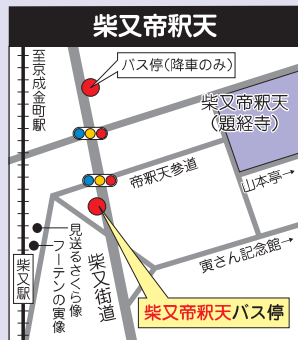 柴又帝釈天
至京成金町駅
バス停(降車のみ)
柴又帝釈天
(題経寺)
帝釈天参道
山本亭→
寅さん記念館→
見送るさくら像
フーテンの寅像
柴又駅
柴又街道
柴又帝釈天バス停